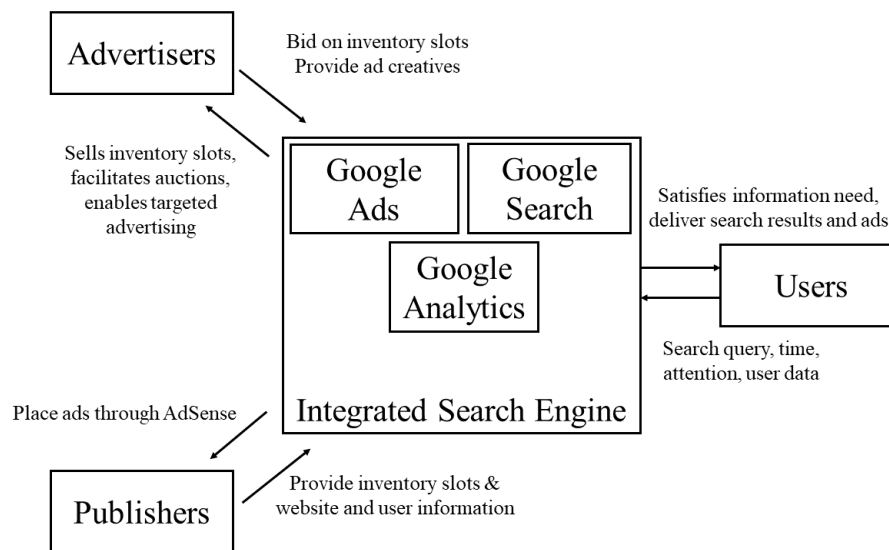 Advertisers
Bid on inventory slots
Provide ad creatives
Sells inventory slots,
facilitates auctions,
enables targeted
advertising
Google
Ads
Google
Search
Google
Analytics
Integrated Search Engine
Satisfies information need,
deliver search results and ads
Users
Search query, time,
attention, user data
Place ads through AdSense
Publishers
Provide inventory slots &
website and user information